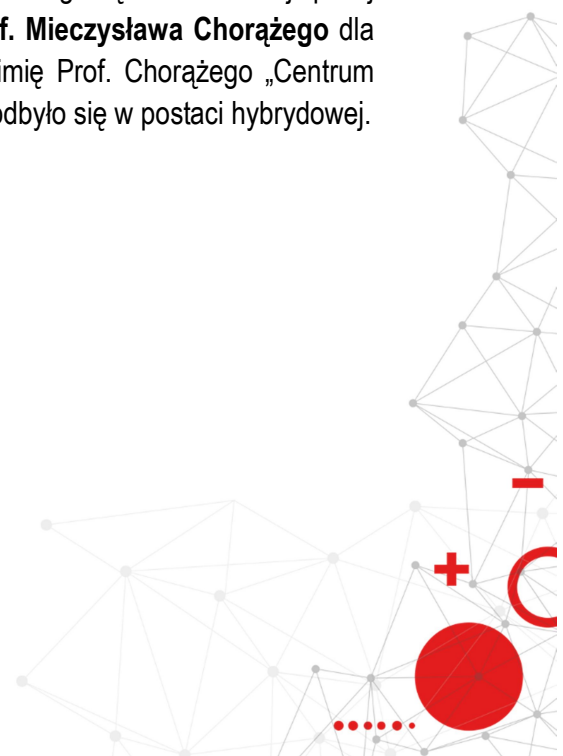 f. Mieczysława Chorążego dla
imię Prof. Chorążego „Centrum
odbyło się w postaci hybrydowej.